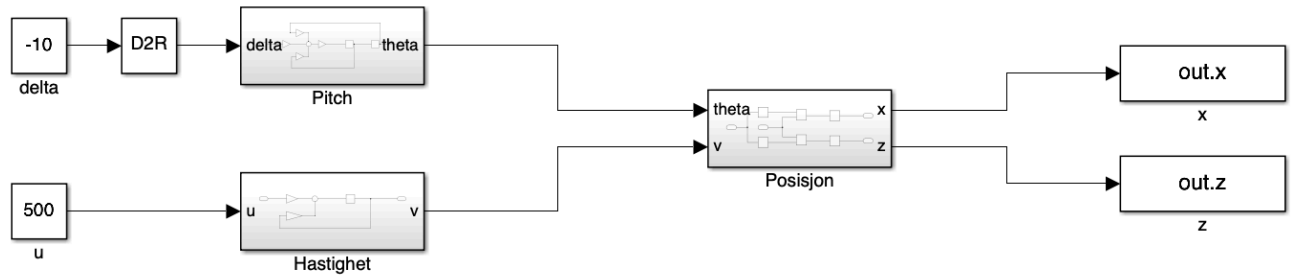 -10
delta
D2R
delta
theta
Pitch
500
u
u
v
Hastighet
theta
v
x
z
Posisjon
out.x
x
out.z
z